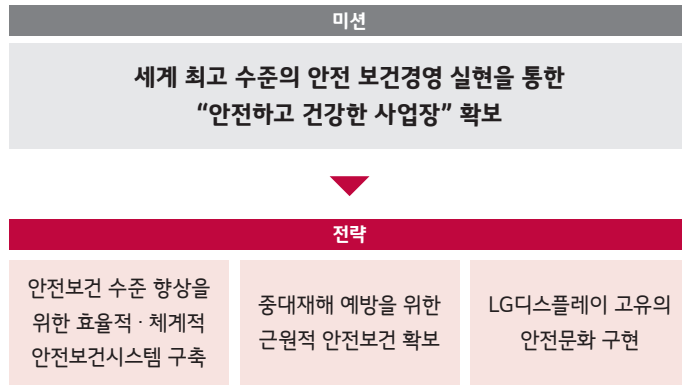 미션
세계 최고 수준의 안전 보건경영 실현을 통한
“안전하고 건강한 사업장” 확보
전략
안전보건 수준 향상을
위한 효율적 · 체계적
안전보건시스템 구축
중대재해 예방을 위한
근원적 안전보건 확보
LG디스플레이 고유의
안전문화 구현